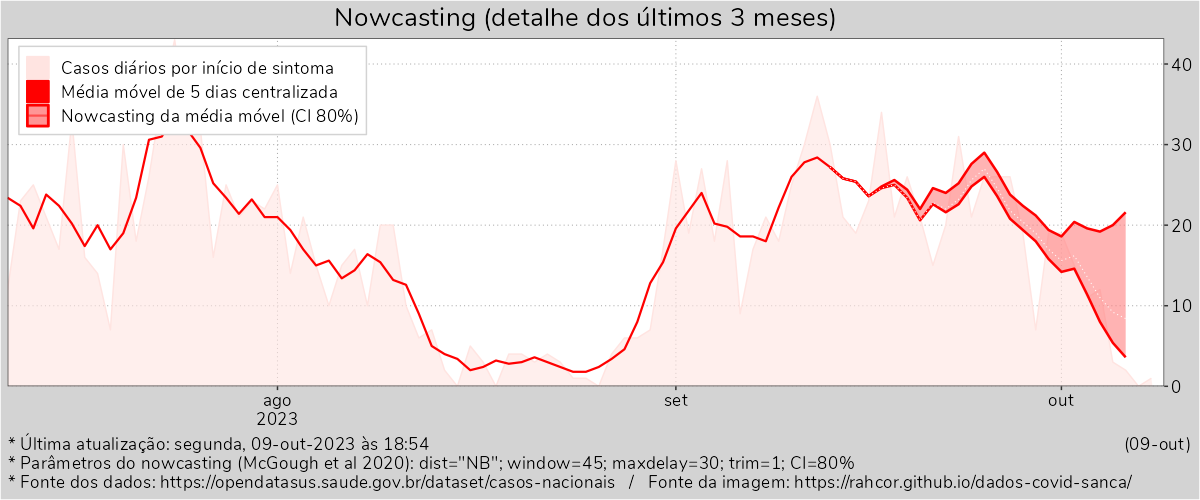 Nowcasting (detalhe dos últimos 3 meses)
Casos diários por início de sintoma
Média móvel de 5 dias centralizada
Nowcasting da média móvel (CI 80%)
40
30
20
10
0
ago
2023
set
out
* Última atualização: segunda, 09-out-2023 às 18:54
(09-out)
* Parâmetros do nowcasting (McGough et al 2020): dist="NB"; window=45; maxdelay=30; trim=1; CI=80%
* Fonte dos dados: https://opendatasus.saude.gov.br/dataset/casos-nacionais / Fonte da imagem: https://rahcor.github.io/dados-covid-sanca/